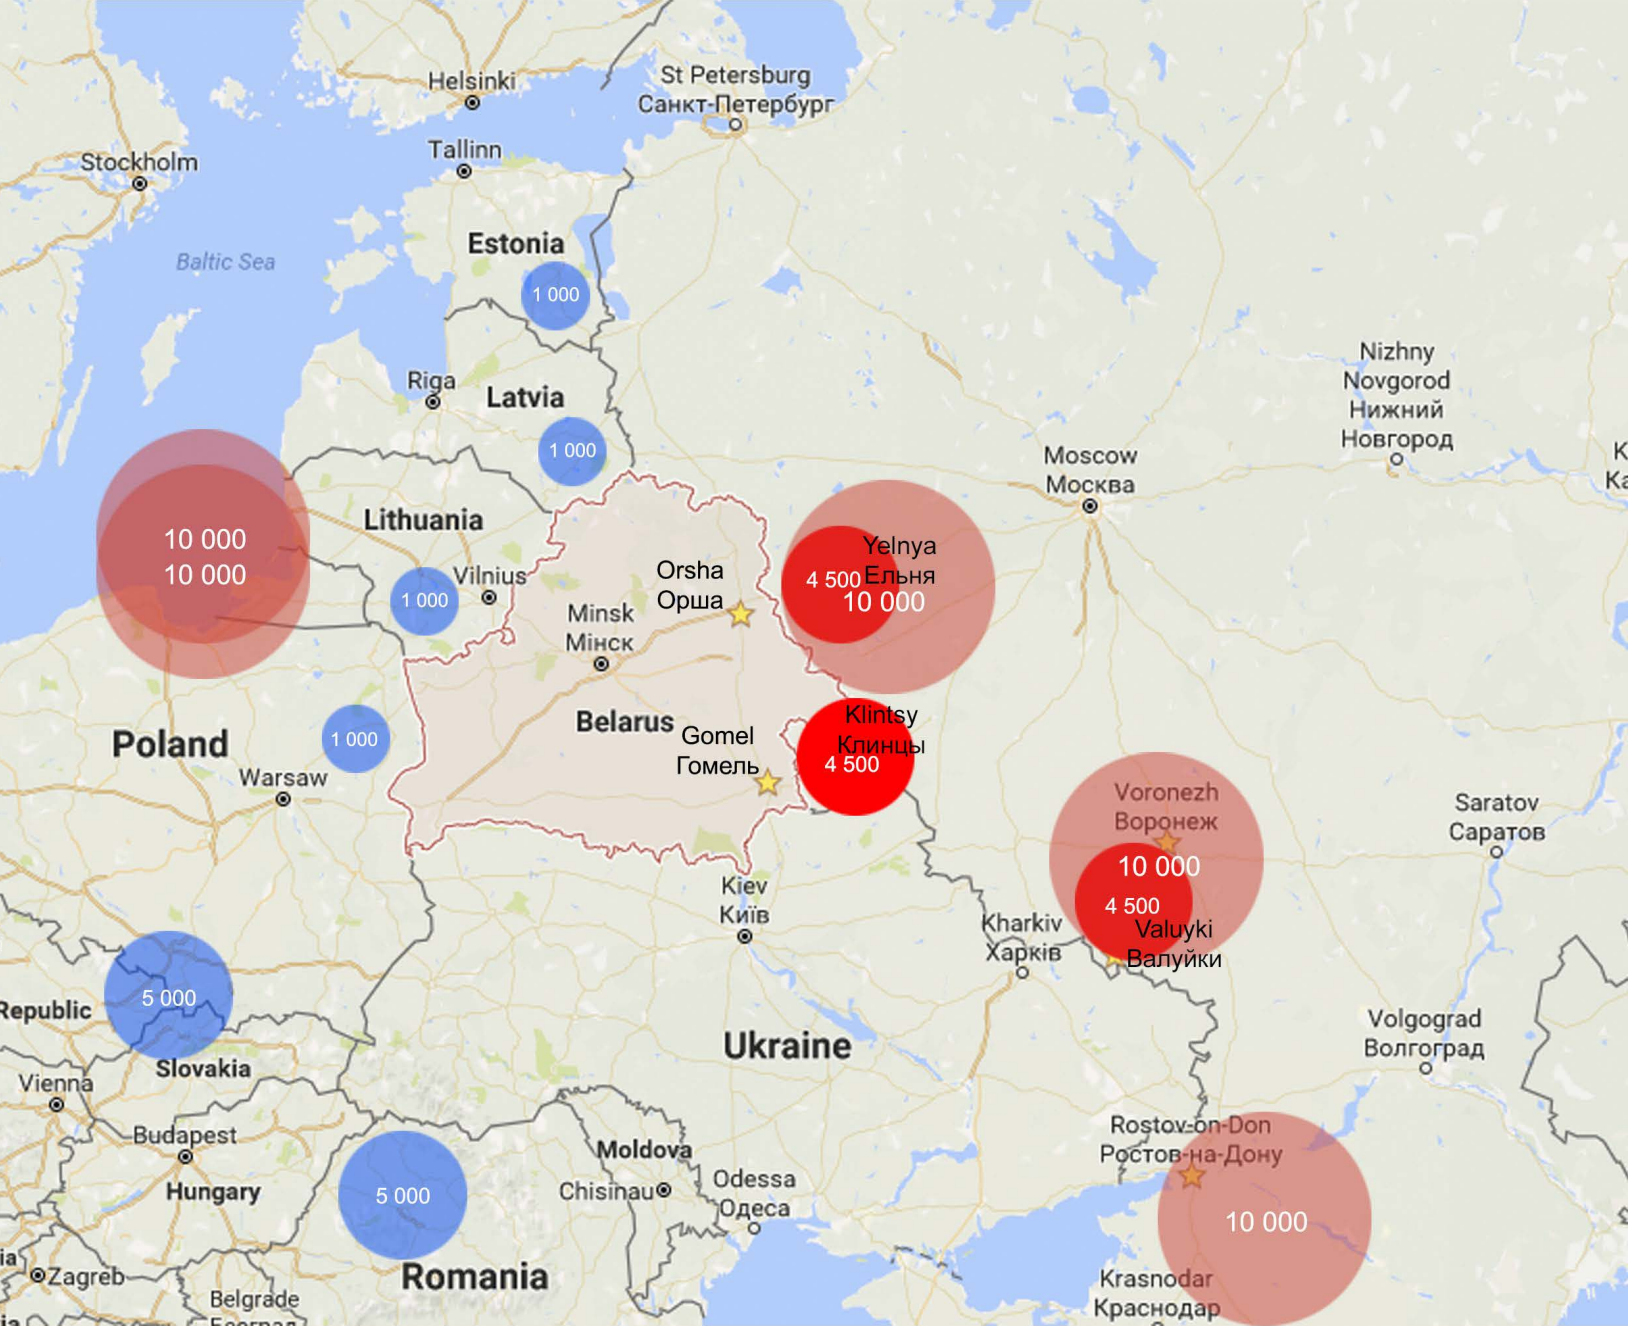 Helsinki
St Petersburg
Санкт-Петербург
Tallinn
Stockholm
Estonia
Baltic Sea
1 000
Nizhny
Novgorod
Нижний
Новгород
Riga
Latvia
1 000
Moscow
Москва
Lithuania
10 000
10 000
Vilnius
1 000
Orsha
Орша
Minsk
Мінск
Yelnya
Ельня
4 500
10 000
Belarus
Gomel
Гомель
Klintsy
Клинцы
4 500
Poland
1 000
Warsaw
Voronezh
Воронеж
10 000
4 500
Valuyki
Валуйки
Saratov
Саратов
Kiev
Київ
Kharkiv
Харків
5 000
Republic
Slovakia
Vienna
Ukraine
Volgograd
Волгоград
Budapest
Hungary
Moldova
Chisinau
Odessa
Одеса
Rostov-on-Don
Ростов-на-Дону
10 000
5 000
Romania
Zagreb
Belgrade
Krasnodar
Краснодар